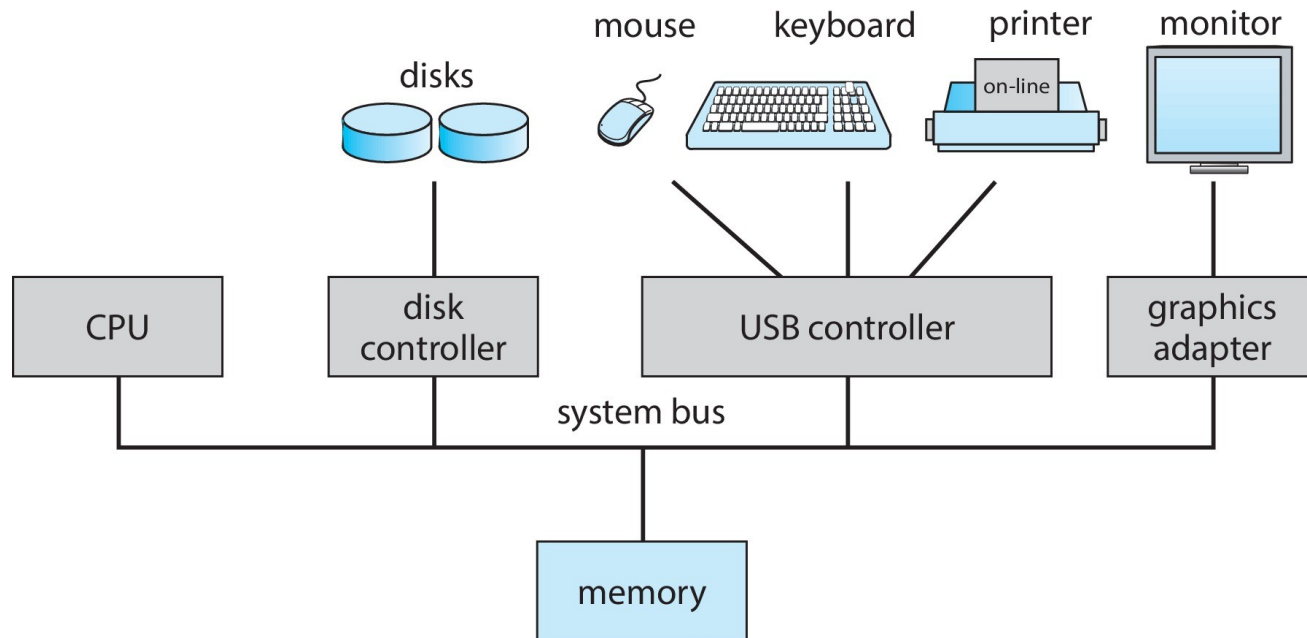 mouse
keyboard
printer
monitor
disks
on-line
CPU
disk
controller
USB controller
graphics
adapter
system bus
memory